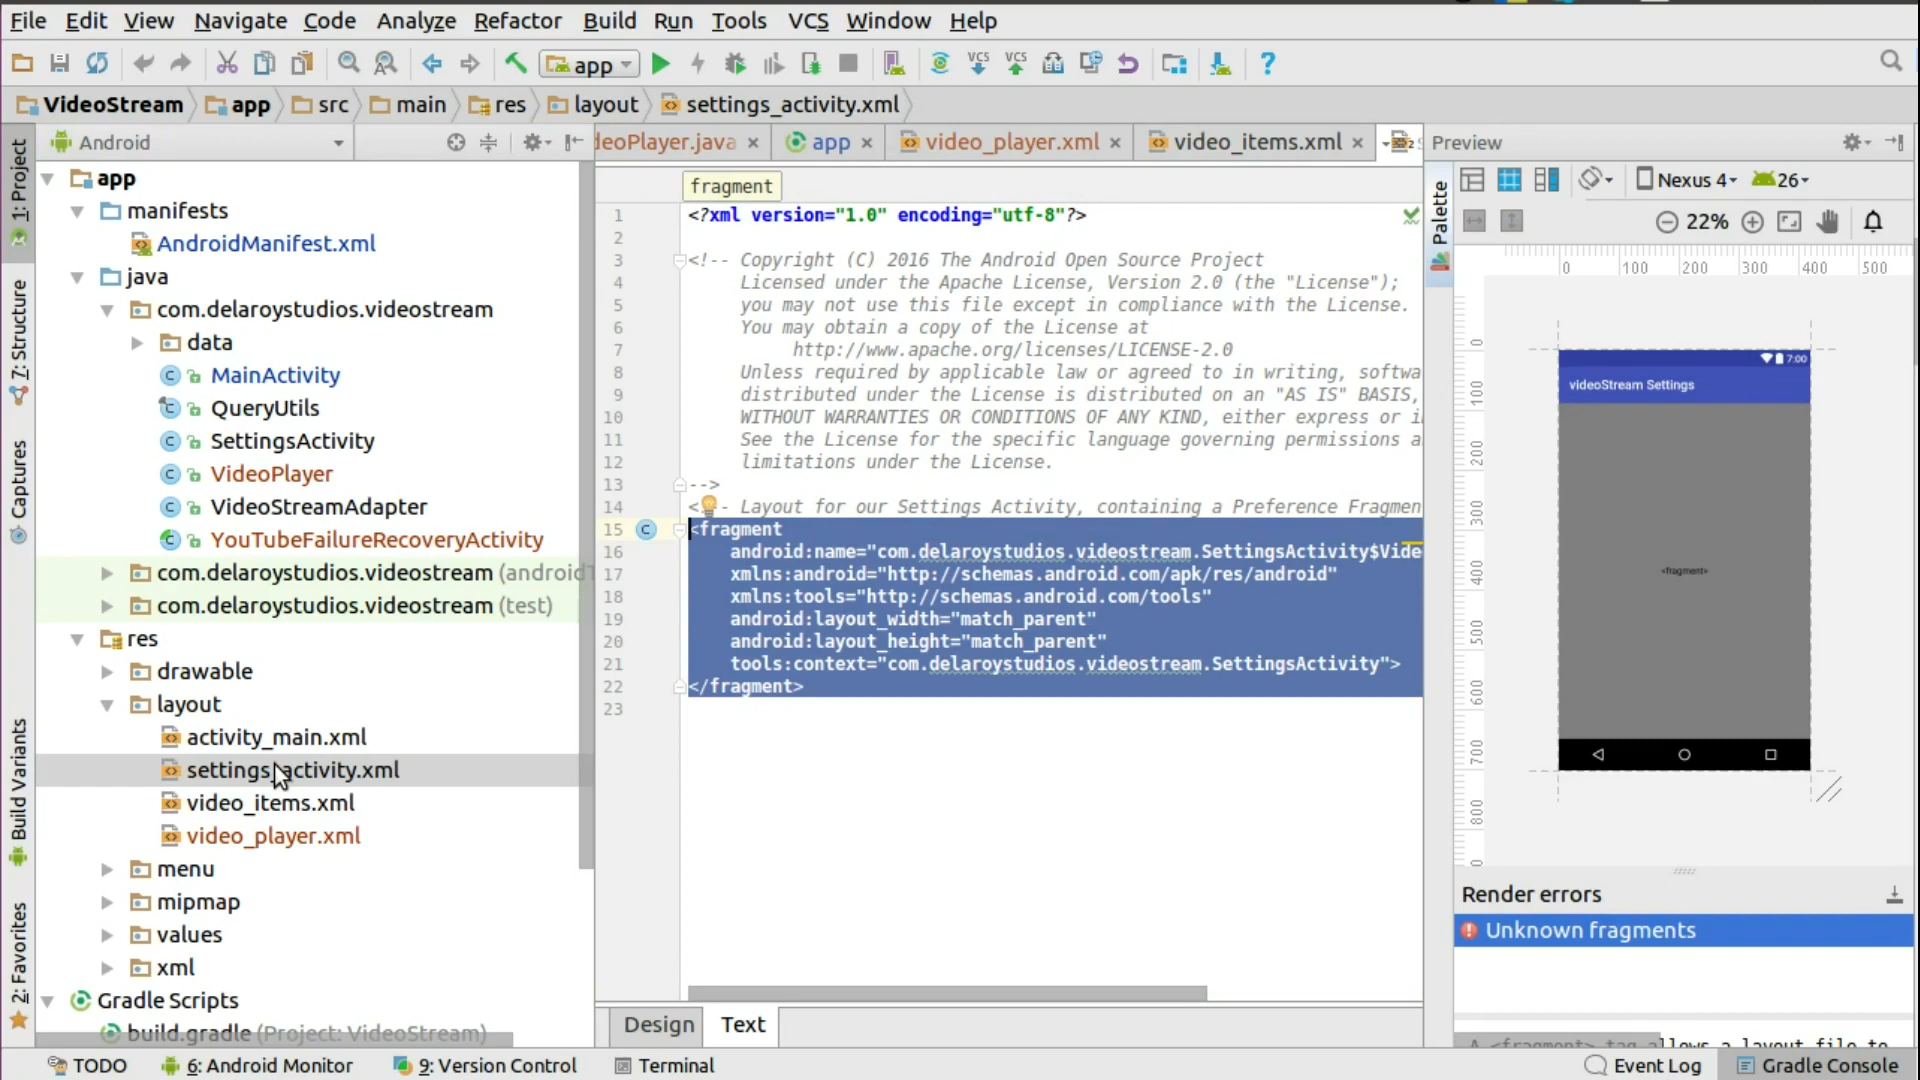 File Edit View Navigate Code Analyze Refactor Build Run Tools VCS Window Help
app VCS VCS ?
VideoStream app src main res layout settings_activity.xml
Android
deoPlayer.java app video_player.xml video_items.xml
Preview
1: Project
7: Structure
Captures
Build Variants
2: Favorites
app
manifests
AndroidManifest.xml
java
com.delaroystudios.videostream
data
MainActivity
QueryUtils
SettingsActivity
VideoPlayer
VideoStreamAdapter
YouTubeFailureRecoveryActivity
com.delaroystudios.videostream (android
com.delaroystudios.videostream (test)
res
drawable
layout
activity_main.xml
settings_activity.xml
video_items.xml
video_player.xml
menu
mipmap
values
xml
Gradle Scripts
build.gradle (Project: VideoStream)
fragment
1 <?xml version="1.0" encoding="utf-8"?>
2
3 <!-- Copyright (C) 2016 The Android Open Source Project
4 Licensed under the Apache License, Version 2.0 (the "License");
5 you may not use this file except in compliance with the License.
6 You may obtain a copy of the License at
7 http://www.apache.org/licenses/LICENSE-2.0
8 Unless required by applicable law or agreed to in writing, softwa
9 distributed under the License is distributed on an "AS IS" BASIS,
10 WITHOUT WARRANTIES OR CONDITIONS OF ANY KIND, either express or i
11 See the License for the specific language governing permissions a
12 limitations under the License.
13 -->
14 < - Layout for our Settings Activity, containing a Preference Fragmen
15 <fragment
16 android:name="com.delaroystudios.videostream.SettingsActivity$Vide
17 xmlns:android="http://schemas.android.com/apk/res/android"
18 xmlns:tools="http://schemas.android.com/tools"
19 android:layout_width="match_parent"
20 android:layout_height="match_parent"
21 tools:context="com.delaroystudios.videostream.SettingsActivity">
22 </fragment>
23
Design Text
Palette
Nexus 4 26
22%
0 100 200 300 400 500
0
100
200
300
400
500
600
700
800
7:00
videoStream Settings
<fragment>
Render errors
Unknown fragments
A <fragment> tag allows a layout file to
TODO 6: Android Monitor 9: Version Control Terminal Event Log Gradle Console